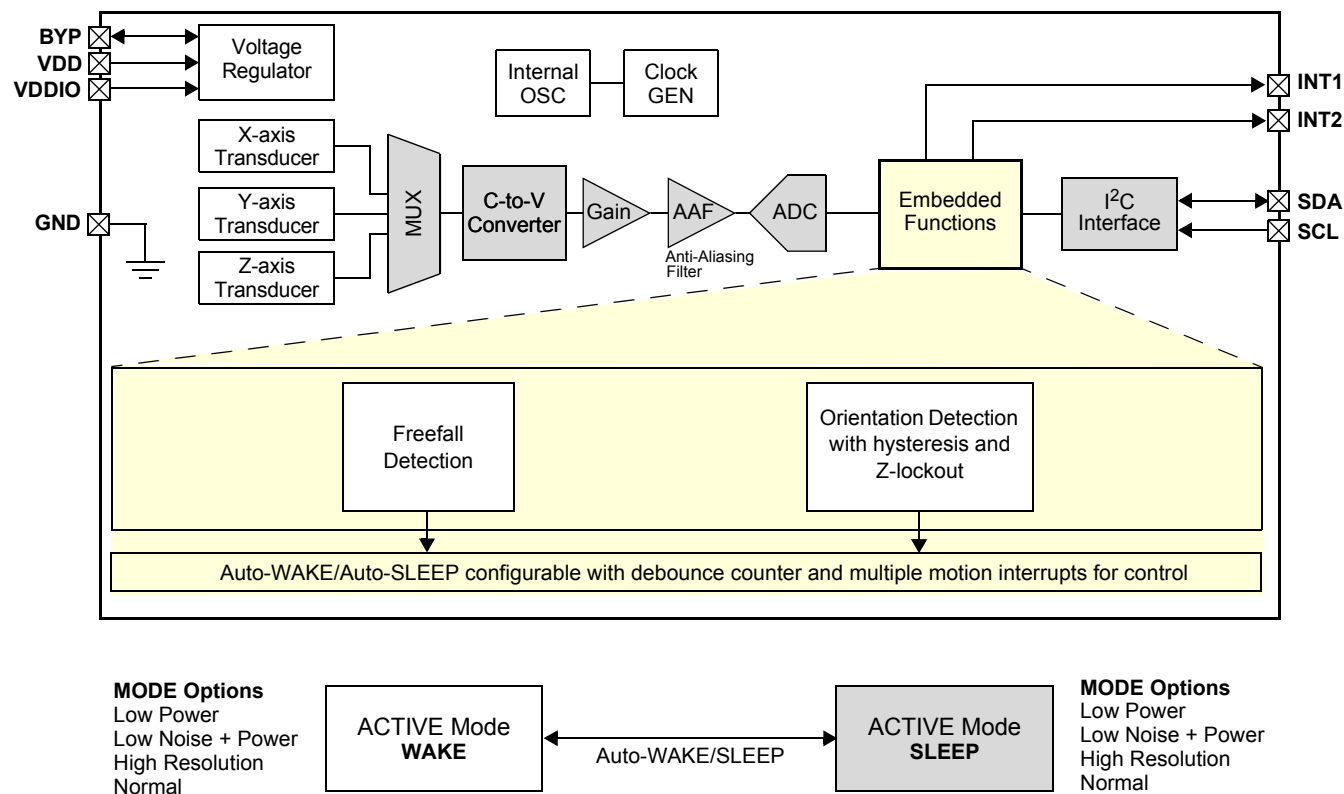 BYP
VDD
VDDIO
GND
Voltage
Regulator
Internal
OSC
Clock
GEN
X-axis
Transducer
Y-axis
Transducer
Z-axis
Transducer
MUX
C-to-V
Converter
Gain
AAF
Anti-Aliasing
Filter
ADC
Embedded
Functions
I²C
Interface
INT1
INT2
SDA
SCL
Freefall
Detection
Orientation Detection
with hysteresis and
Z-lockout
Auto-WAKE/Auto-SLEEP configurable with debounce counter and multiple motion interrupts for control
MODE Options
Low Power
Low Noise + Power
High Resolution
Normal
ACTIVE Mode
WAKE
Auto-WAKE/SLEEP
ACTIVE Mode
SLEEP
MODE Options
Low Power
Low Noise + Power
High Resolution
Normal